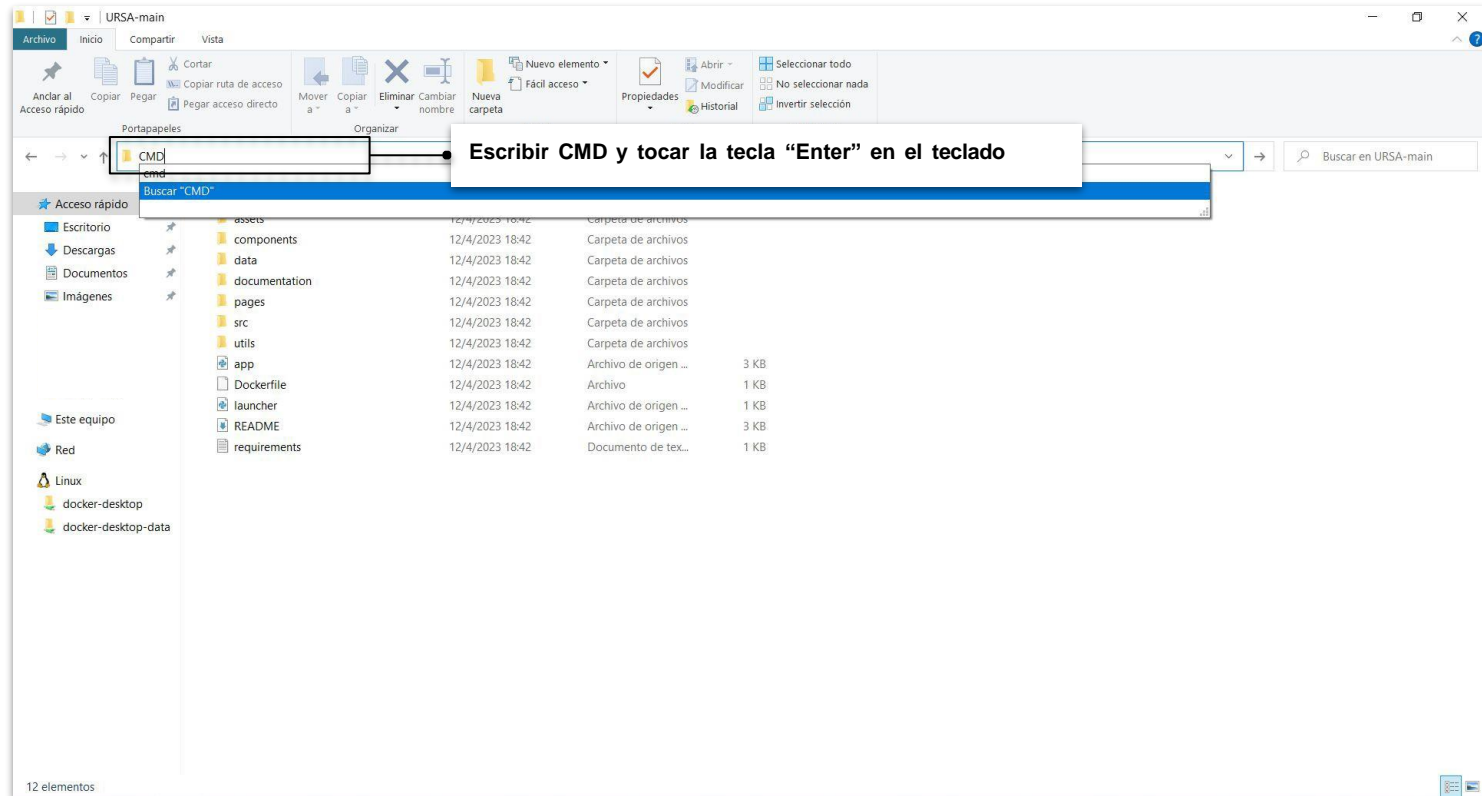 URSA-main
Archivo Inicio Compartir Vista
Anclar al Acceso rápido
Copiar
Pegar
Cortar
Copiar ruta de acceso
Pegar acceso directo
Portapapeles
Mover a
Copiar a
Eliminar
Cambiar nombre
Organizar
Nueva carpeta
Nuevo elemento
Fácil acceso
Propiedades
Abrir
Modificar
Historial
Seleccionar todo
No seleccionar nada
Invertir selección
CMD
Escribir CMD y tocar la tecla “Enter” en el teclado
Buscar en URSA-main
cmd
Buscar "CMD"
Acceso rápido
Escritorio
Descargas
Documentos
Imágenes
Este equipo
Red
Linux
docker-desktop
docker-desktop-data
assets 12/4/2023 18:42 Carpeta de archivos
components 12/4/2023 18:42 Carpeta de archivos
data 12/4/2023 18:42 Carpeta de archivos
documentation 12/4/2023 18:42 Carpeta de archivos
pages 12/4/2023 18:42 Carpeta de archivos
src 12/4/2023 18:42 Carpeta de archivos
utils 12/4/2023 18:42 Carpeta de archivos
app 12/4/2023 18:42 Archivo de origen ... 3 KB
Dockerfile 12/4/2023 18:42 Archivo 1 KB
launcher 12/4/2023 18:42 Archivo de origen ... 1 KB
README 12/4/2023 18:42 Archivo de origen ... 3 KB
requirements 12/4/2023 18:42 Documento de tex... 1 KB
12 elementos